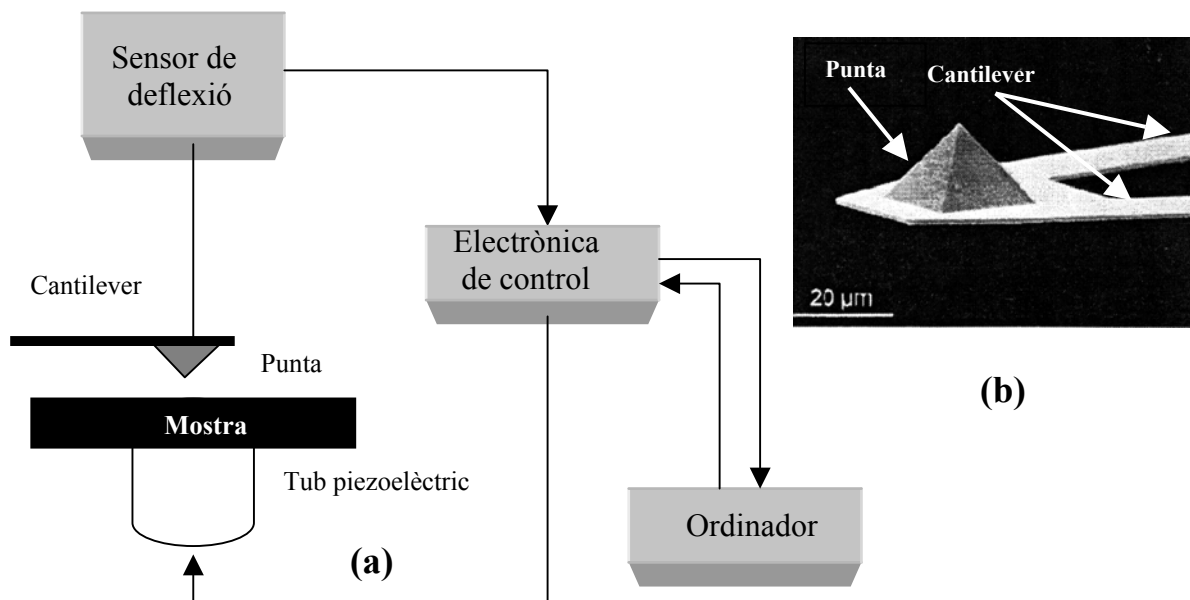 Sensor de
deflexió
Cantilever
Punta
Mostra
Tub piezoelèctric
(a)
Electrònica
de control
Ordinador
Punta
Cantilever
20 µm
(b)